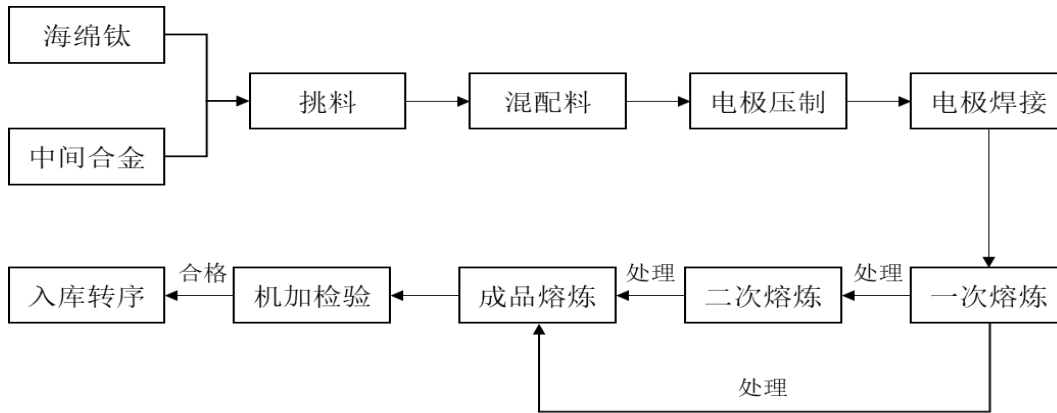 海绵钛
中间合金
挑料
混配料
电极压制
电极焊接
一次熔炼
处理
二次熔炼
处理
成品熔炼
机加检验
合格
入库转序
处理